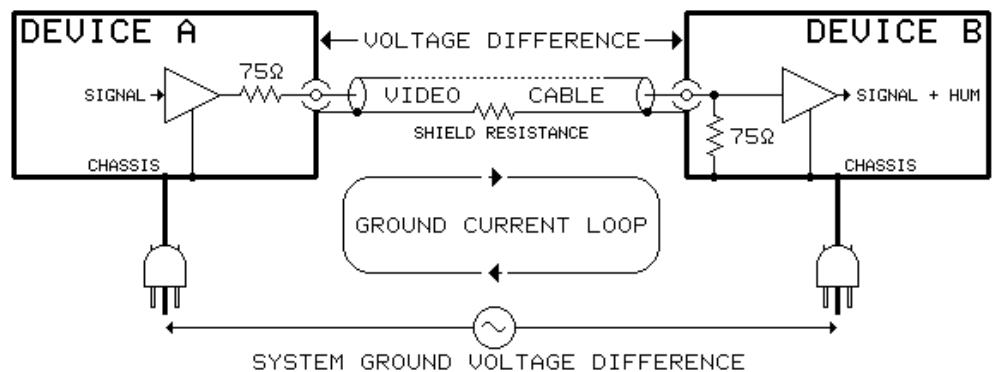 DEVICE A
VOLTAGE DIFFERENCE
DEVICE B
75Ω
SIGNAL
VIDEO CABLE
SIGNAL + HUM
SHIELD RESISTANCE
75Ω
CHASSIS
CHASSIS
GROUND CURRENT LOOP
SYSTEM GROUND VOLTAGE DIFFERENCE